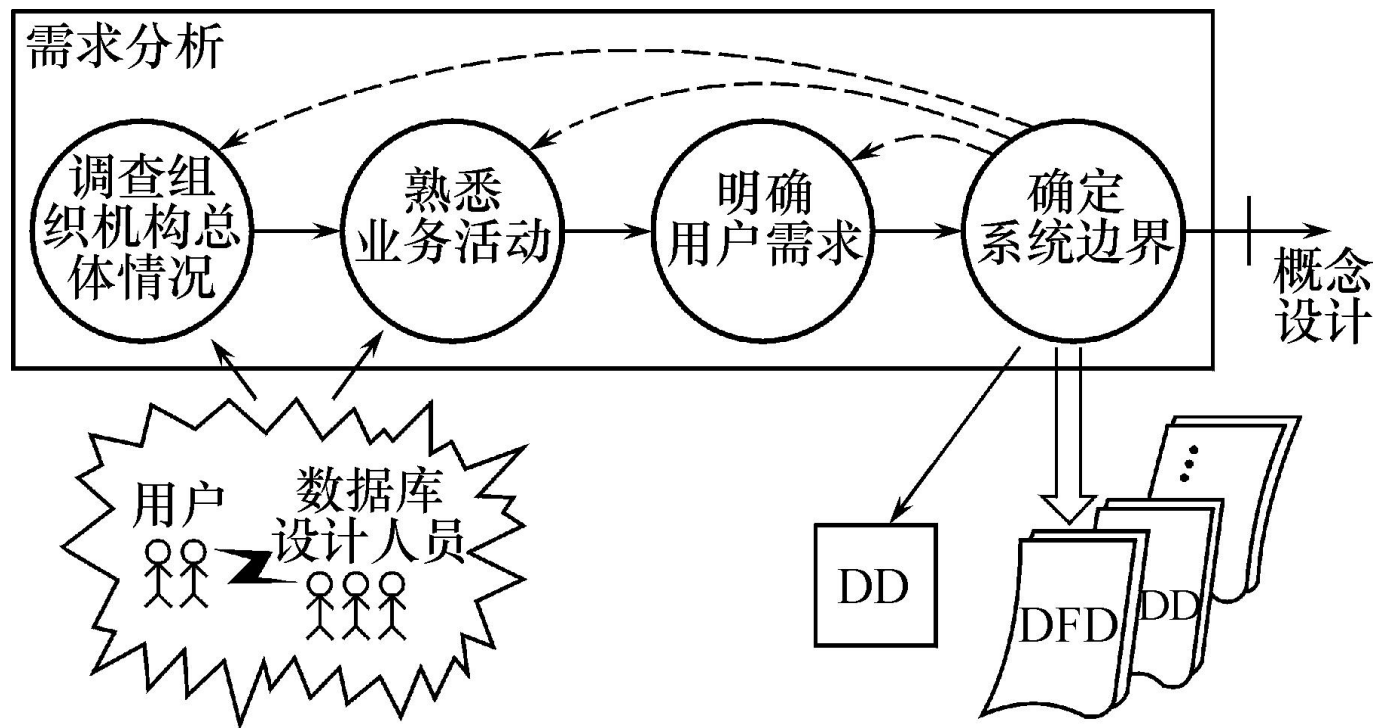 需求分析
调查组
织机构总
体情况
熟悉
业务活动
明确
用户需求
确定
系统边界
概念
设计
用户
数据库
设计人员
DD
DFD
DD